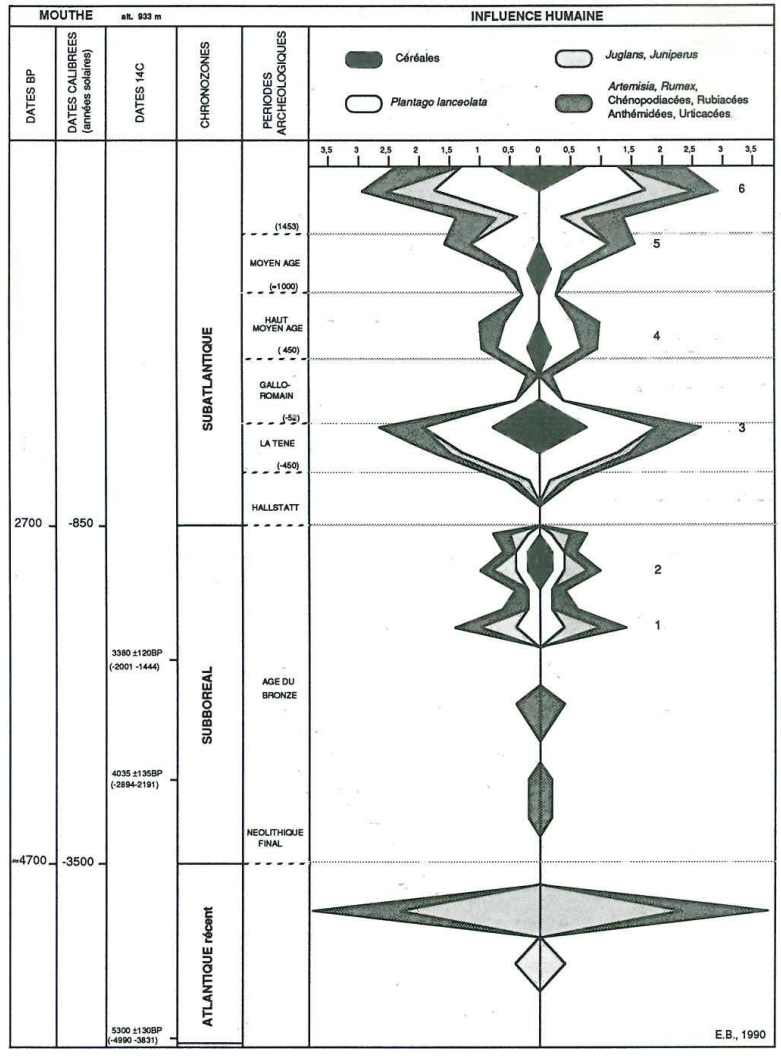 MOUTHE alt. 933 m
INFLUENCE HUMAINE
DATES BP
DATES CALIBREES
(années solaires)
DATES 14C
CHRONOZONES
PERIODES
ARCHEOLOGIQUES
Céréales
Juglans, Juniperus
Plantago lanceolata
Artemisia, Rumex,
Chénopodiacées, Rubiacées
Anthémidées, Urticacées.
3,5 3 2,5 2 1,5 1 0,5 0 0,5 1 1,5 2 2,5 3 3,5
6
(1453)
5
MOYEN AGE
(≈1000)
HAUT
MOYEN AGE
4
(450)
GALLO-
ROMAIN
(-52)
3
LA TENE
(-450)
HALLSTATT
SUBATLANTIQUE
2700 -850
2
1
3380 ±120BP
(-2001 -1444)
AGE DU
BRONZE
SUBBOREAL
4035 ±135BP
(-2894-2191)
NEOLITHIQUE
FINAL
≈4700 -3500
ATLANTIQUE récent
5300 ±130BP
(-4990 -3831)
E.B., 1990